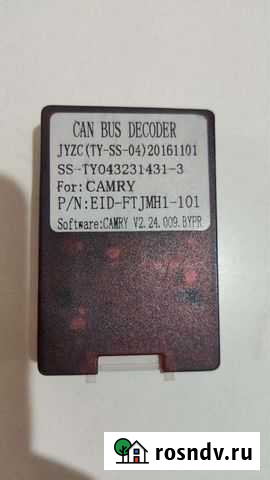 CAN BUS DECODER
JYZC(TY-SS-04)20161101
SS-TY043231431-3
For: CAMRY
P/N:EID-FTJMH1-101
Software:CAMRY V2.24.009.BYPR
rosndv.ru